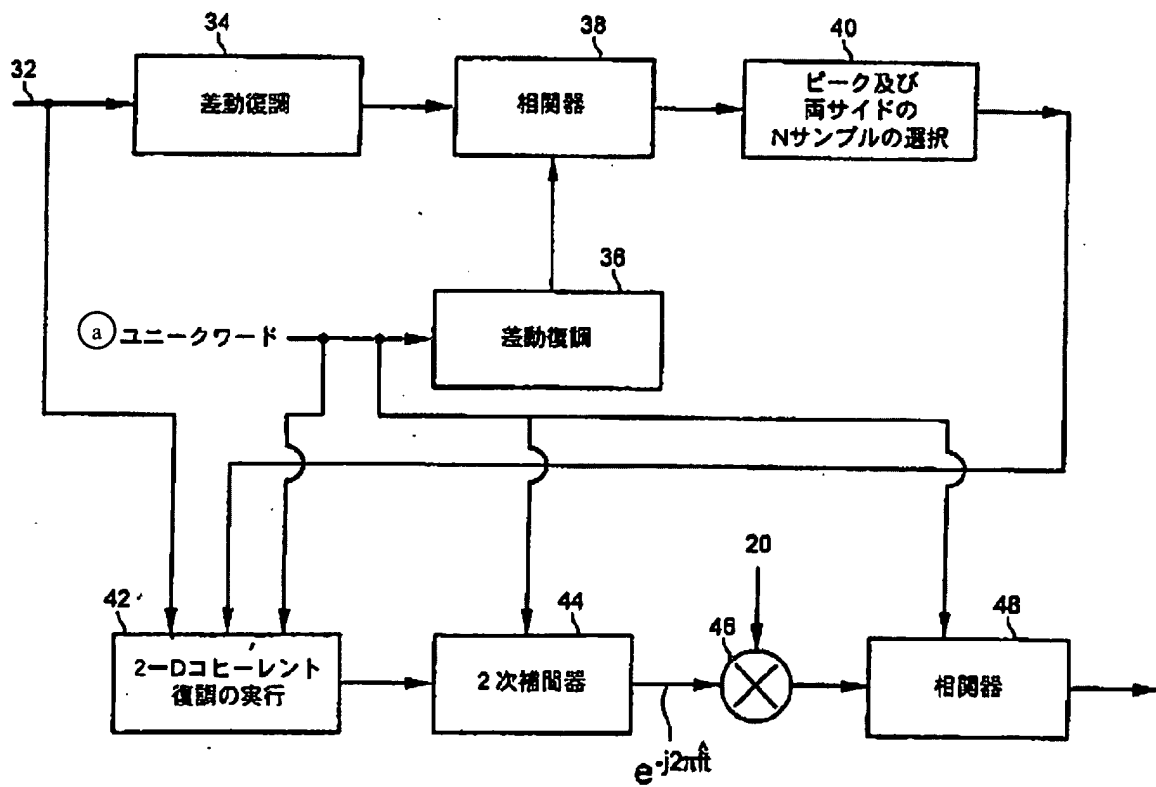 34
38
40
32
差動復調
相関器
ピーク及び
両サイドの
Nサンプルの選択
36
a ユニークワード
差動復調
20
42
44
46
48
2-Dコヒーレント
復調の実行
2次補間器
相関器
e^-j2πf̂t